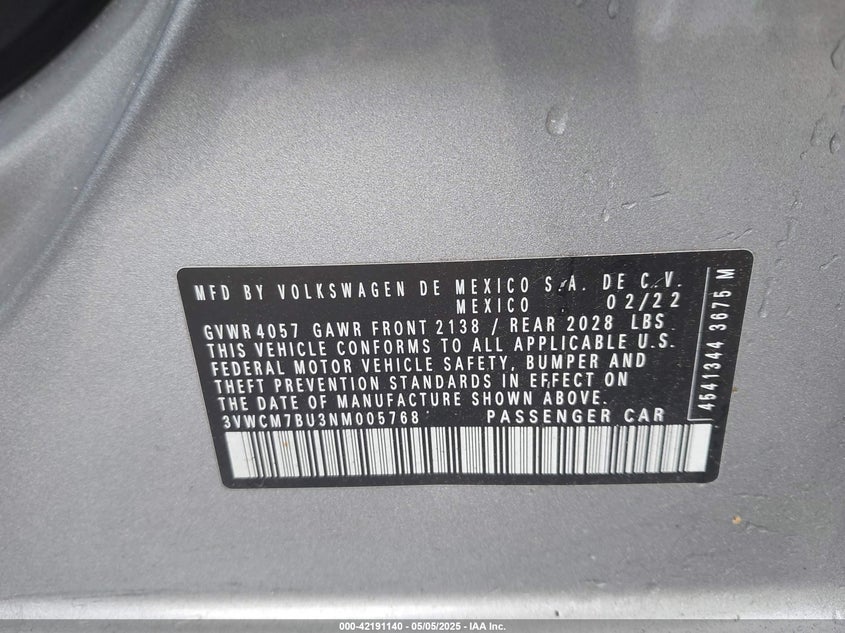 MFD BY VOLKSWAGEN DE MEXICO S.A. DE C.V.
MEXICO 02/22
GVWR 4057 GAWR FRONT 2138 / REAR 2028 LBS
THIS VEHICLE CONFORMS TO ALL APPLICABLE U.S.
FEDERAL MOTOR VEHICLE SAFETY, BUMPER AND
THEFT PREVENTION STANDARDS IN EFFECT ON
THE DATE OF MANUFACTURE SHOWN ABOVE.
3VWCM7BU3NM005768 PASSENGER CAR
4541344 3675 M
000-42191140 - 05/05/2025 - IAA Inc.